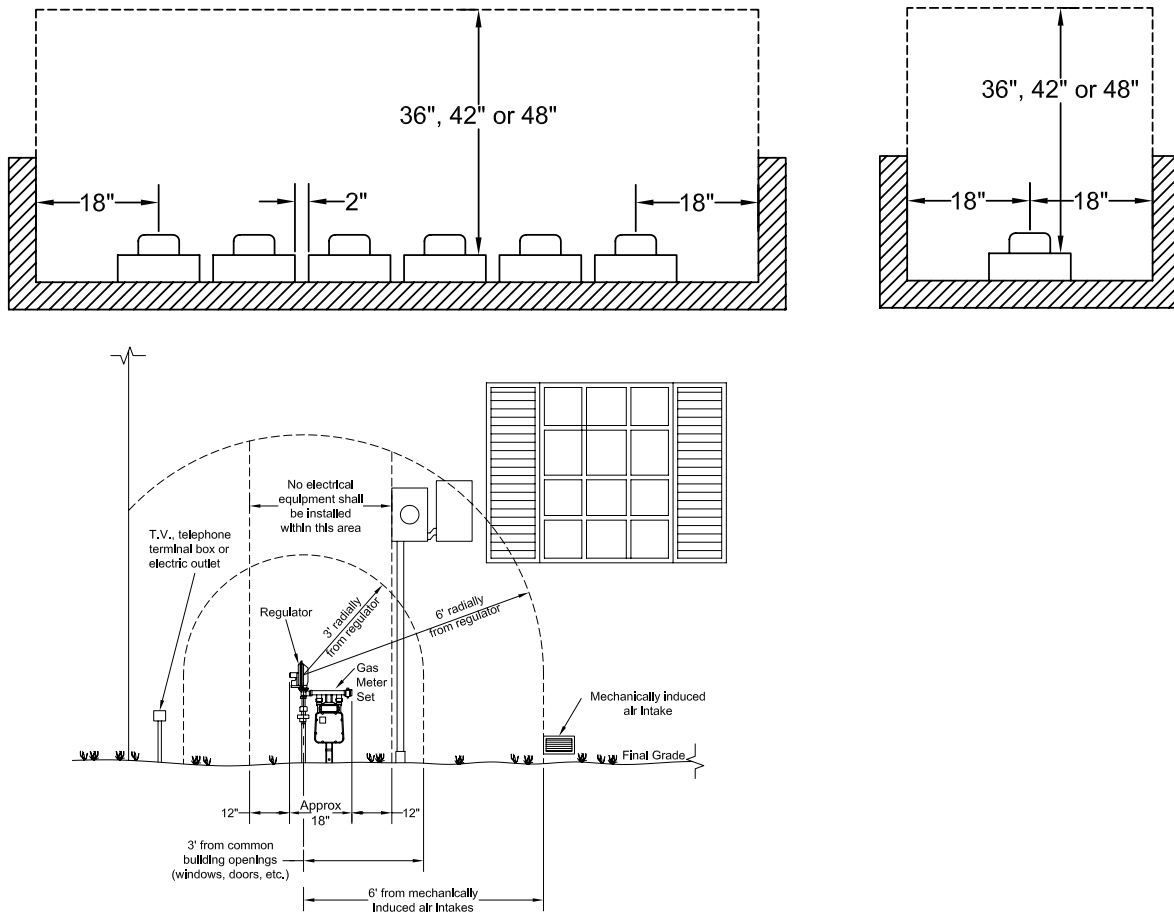 36", 42" or 48"
18"
2"
18"
36", 42" or 48"
18"
18"
No electrical
equipment shall
be installed
within this area
T.V., telephone
terminal box or
electric outlet
Regulator
3' radially
from regulator
6' radially
from regulator
Gas
Meter
Set
Mechanically induced
air Intake
Final Grade
12"
Approx
18"
12"
3' from common
building openings
(windows, doors, etc.)
6' from mechanically
induced air intakes